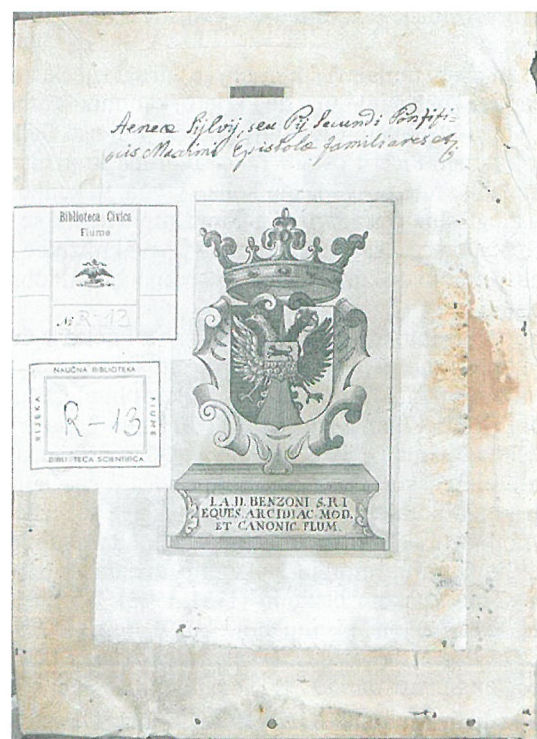 Aeneæ Sylvij, seu Pij Secundi Pontifi=
cis Maximi Epistolæ familiares etc.
Biblioteca Civica
Fiume
№ R-13
NAUČNA BIBLIOTEKA
RIJEKA
R-13
FIUME
BIBLIOTECA SCIENTIFICA
I. A. D. BENZONI S. R. I
EQUES. ARCIDIAC. MOD.
ET CANONIC. FLUM.